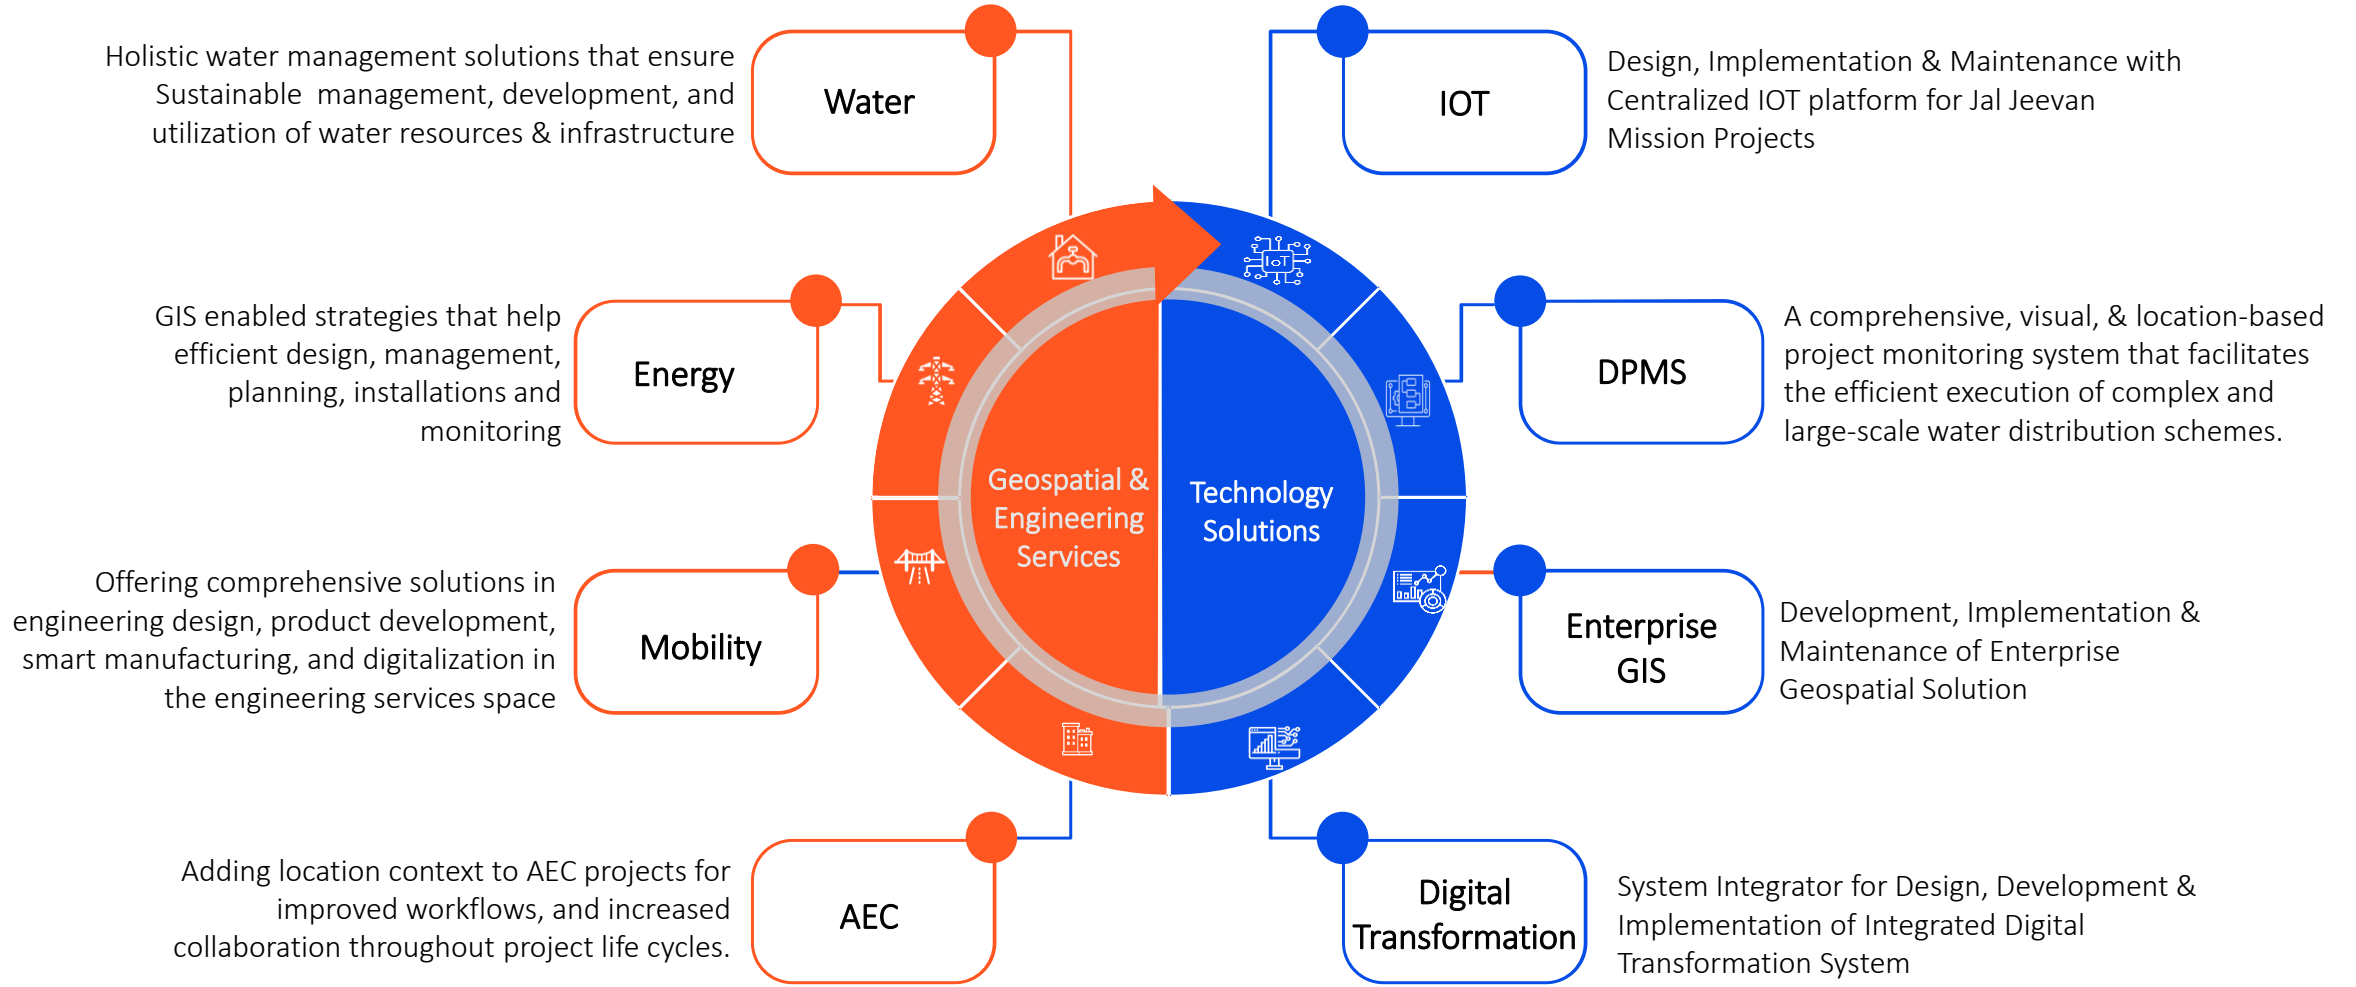 Holistic water management solutions that ensure
Sustainable  management, development, and
utilization of water resources & infrastructure
Water
IOT
Design, Implementation & Maintenance with
Centralized IOT platform for Jal Jeevan
Mission Projects
IoT
GIS enabled strategies that help
efficient design, management,
planning, installations and
monitoring
Energy
DPMS
A comprehensive, visual, & location-based
project monitoring system that facilitates
the efficient execution of complex and
large-scale water distribution schemes.
Geospatial &
Engineering
Services
Technology
Solutions
Offering comprehensive solutions in
engineering design, product development,
smart manufacturing, and digitalization in
the engineering services space
Mobility
Enterprise
GIS
Development, Implementation &
Maintenance of Enterprise
Geospatial Solution
Adding location context to AEC projects for
improved workflows, and increased
collaboration throughout project life cycles.
AEC
Digital
Transformation
System Integrator for Design, Development &
Implementation of Integrated Digital
Transformation System